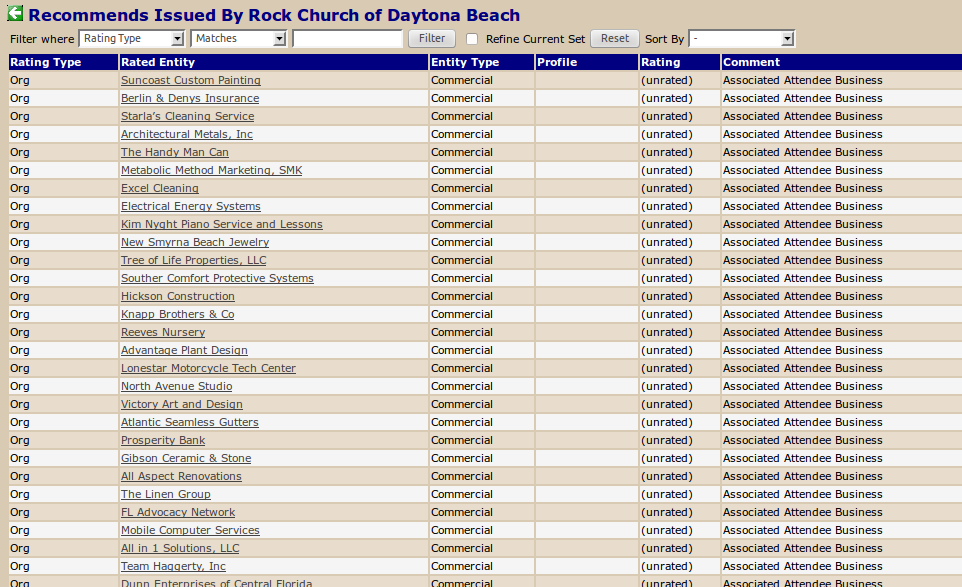 Recommends Issued By Rock Church of Daytona Beach
Filter where Rating Type Matches Filter Refine Current Set Reset Sort By -
Rating Type Rated Entity Entity Type Profile Rating Comment
Org Suncoast Custom Painting Commercial (unrated) Associated Attendee Business
Org Berlin & Denys Insurance Commercial (unrated) Associated Attendee Business
Org Starla's Cleaning Service Commercial (unrated) Associated Attendee Business
Org Architectural Metals, Inc Commercial (unrated) Associated Attendee Business
Org The Handy Man Can Commercial (unrated) Associated Attendee Business
Org Metabolic Method Marketing, SMK Commercial (unrated) Associated Attendee Business
Org Excel Cleaning Commercial (unrated) Associated Attendee Business
Org Electrical Energy Systems Commercial (unrated) Associated Attendee Business
Org Kim Nyght Piano Service and Lessons Commercial (unrated) Associated Attendee Business
Org New Smyrna Beach Jewelry Commercial (unrated) Associated Attendee Business
Org Tree of Life Properties, LLC Commercial (unrated) Associated Attendee Business
Org Souther Comfort Protective Systems Commercial (unrated) Associated Attendee Business
Org Hickson Construction Commercial (unrated) Associated Attendee Business
Org Knapp Brothers & Co Commercial (unrated) Associated Attendee Business
Org Reeves Nursery Commercial (unrated) Associated Attendee Business
Org Advantage Plant Design Commercial (unrated) Associated Attendee Business
Org Lonestar Motorcycle Tech Center Commercial (unrated) Associated Attendee Business
Org North Avenue Studio Commercial (unrated) Associated Attendee Business
Org Victory Art and Design Commercial (unrated) Associated Attendee Business
Org Atlantic Seamless Gutters Commercial (unrated) Associated Attendee Business
Org Prosperity Bank Commercial (unrated) Associated Attendee Business
Org Gibson Ceramic & Stone Commercial (unrated) Associated Attendee Business
Org All Aspect Renovations Commercial (unrated) Associated Attendee Business
Org The Linen Group Commercial (unrated) Associated Attendee Business
Org FL Advocacy Network Commercial (unrated) Associated Attendee Business
Org Mobile Computer Services Commercial (unrated) Associated Attendee Business
Org All in 1 Solutions, LLC Commercial (unrated) Associated Attendee Business
Org Team Haggerty, Inc Commercial (unrated) Associated Attendee Business
Org Dunn Enterprises of Central Florida Commercial (unrated) Associated Attendee Business